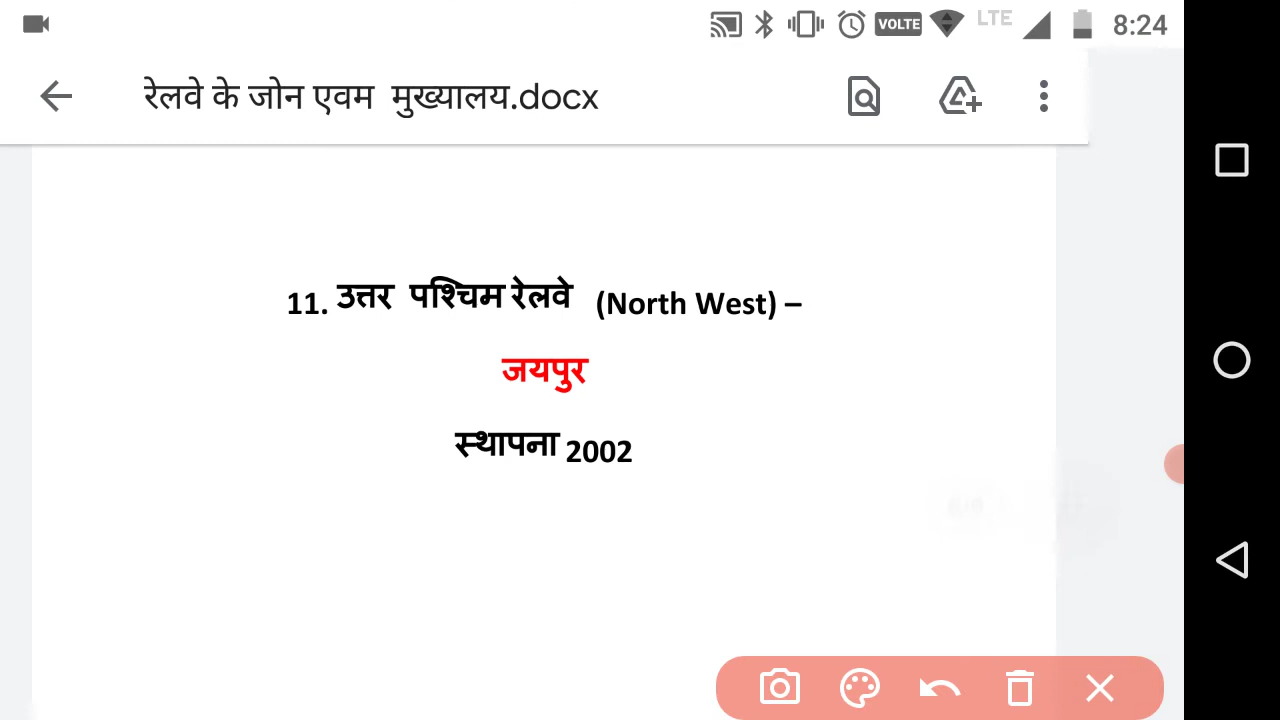 VOLTE LTE 8:24
रेलवे के जोन एवम मुख्यालय.docx
11. उत्तर पश्चिम रेलवे (North West) –
जयपुर
स्थापना 2002